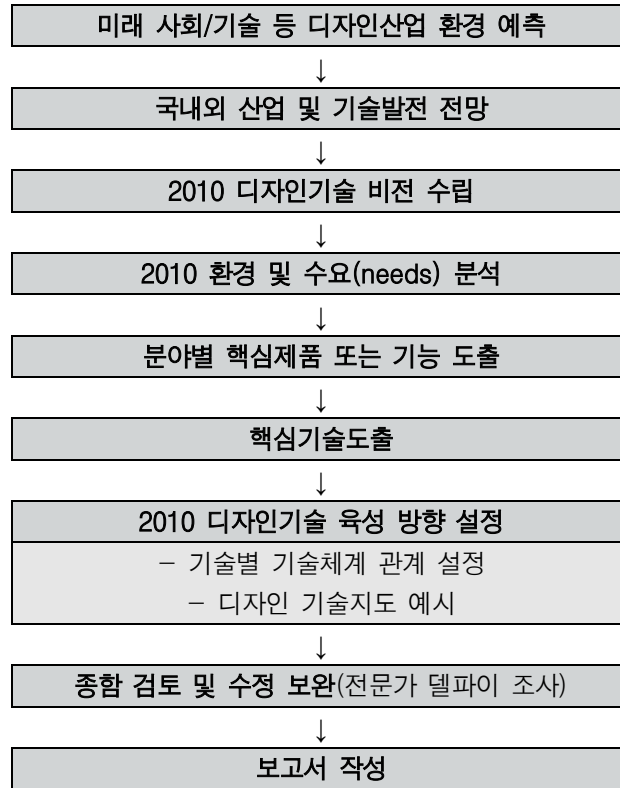 미래 사회/기술 등 디자인산업 환경 예측
↓
국내외 산업 및 기술발전 전망
↓
2010 디자인기술 비전 수립
↓
2010 환경 및 수요(needs) 분석
↓
분야별 핵심제품 또는 기능 도출
↓
핵심기술도출
↓
2010 디자인기술 육성 방향 설정
– 기술별 기술체계 관계 설정
– 디자인 기술지도 예시
↓
종합 검토 및 수정 보완(전문가 델파이 조사)
↓
보고서 작성